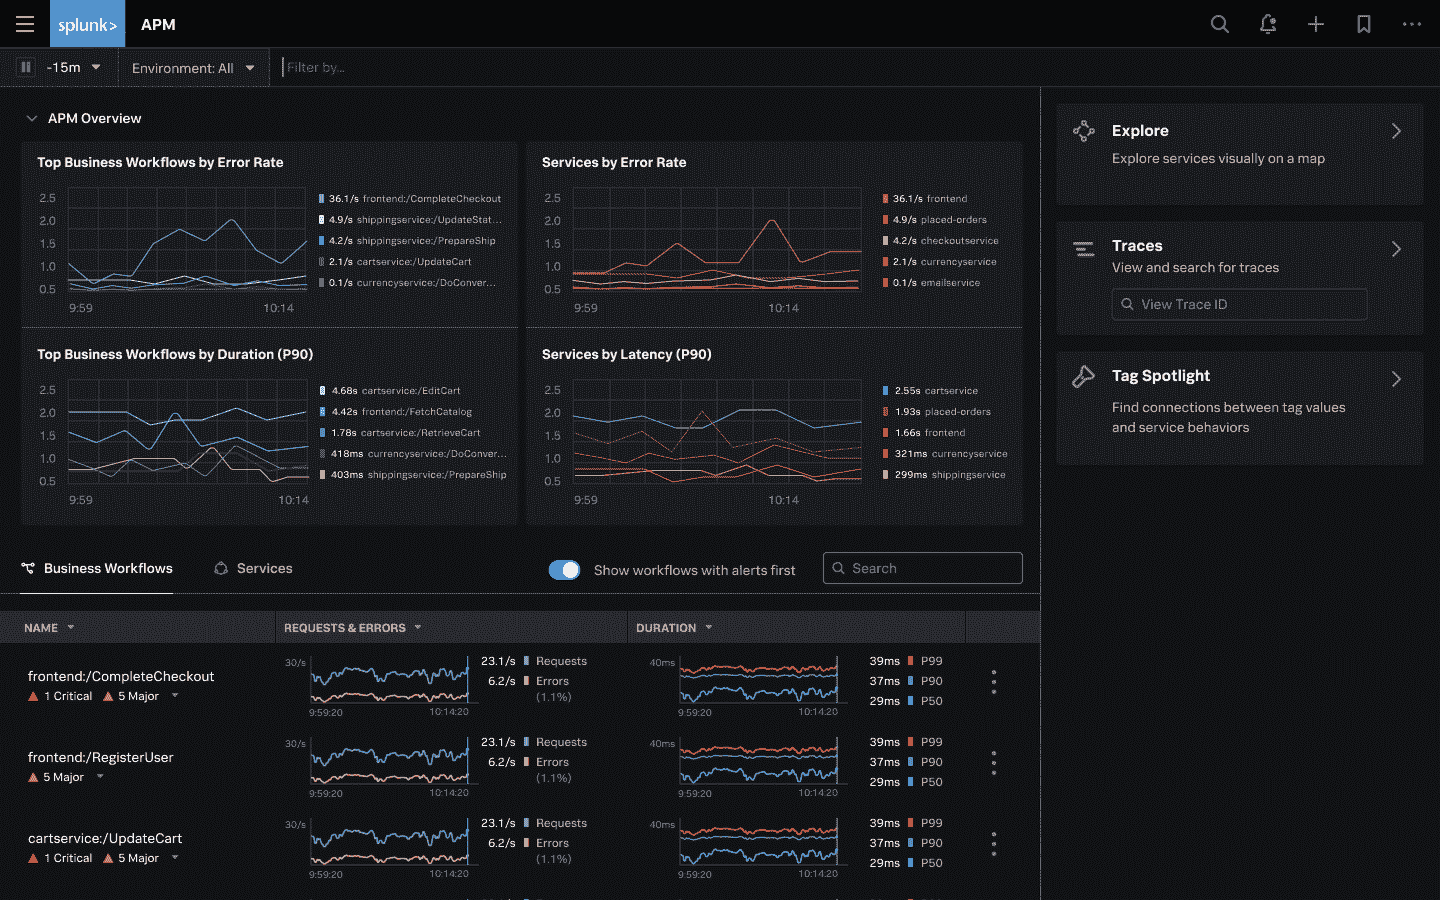 splunk> APM
-15m Environment: All Filter by...
APM Overview
Top Business Workflows by Error Rate
2.5
2.0
1.5
1.0
0.5
9:59 10:14
36.1/s frontend:/CompleteCheckout
4.9/s shippingservice:/UpdateStat...
4.2/s shippingservice:/PrepareShip
2.1/s cartservice:/UpdateCart
0.1/s currencyservice:/DoConver...
Services by Error Rate
2.5
2.0
1.5
1.0
0.5
9:59 10:14
36.1/s frontend
4.9/s placed-orders
4.2/s checkoutservice
2.1/s currencyservice
0.1/s emailservice
Top Business Workflows by Duration (P90)
2.5
2.0
1.5
1.0
0.5
9:59 10:14
4.68s cartservice:/EditCart
4.42s frontend:/FetchCatalog
1.78s cartservice:/RetrieveCart
418ms currencyservice:/DoConver...
403ms shippingservice:/PrepareShip
Services by Latency (P90)
2.5
2.0
1.5
1.0
0.5
9:59 10:14
2.55s cartservice
1.93s placed-orders
1.66s frontend
321ms currencyservice
299ms shippingservice
Explore
Explore services visually on a map
Traces
View and search for traces
View Trace ID
Tag Spotlight
Find connections between tag values
and service behaviors
Business Workflows Services Show workflows with alerts first Search
NAME REQUESTS & ERRORS DURATION
frontend:/CompleteCheckout
1 Critical 5 Major
30/s
9:59:20 10:14:20
23.1/s Requests
6.2/s Errors
(1.1%)
40ms
9:59:20 10:14:20
39ms P99
37ms P90
29ms P50
frontend:/RegisterUser
5 Major
30/s
9:59:20 10:14:20
23.1/s Requests
6.2/s Errors
(1.1%)
40ms
9:59:20 10:14:20
39ms P99
37ms P90
29ms P50
cartservice:/UpdateCart
1 Critical 5 Major
30/s
9:59:20 10:14:20
23.1/s Requests
6.2/s Errors
(1.1%)
40ms
9:59:20 10:14:20
39ms P99
37ms P90
29ms P50